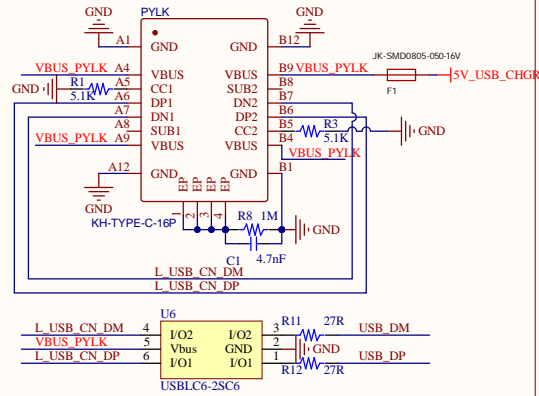 GND PYLK GND
A1 GND GND B12
JK-SMD0805-050-16V
VBUS_PYLK A4 VBUS VBUS B9 VBUS_PYLK F1 5V_USB_CHGR
GND R1 5.1K A5 CC1 SUB2 B8
A6 DP1 DN2 B7
A7 DN1 DP2 B6
A8 SUB1 CC2 B5 R3 5.1K GND
VBUS_PYLK A9 VBUS VBUS B4 VBUS_PYLK
A12 GND GND B1
EP EP EP EP
GND 1 2 3 4
KH-TYPE-C-16P R8 1M GND
C1 4.7nF
L_USB_CN_DM
L_USB_CN_DP
U6
L_USB_CN_DM 4 I/O2 I/O2 3 R11 27R USB_DM
VBUS_PYLK 5 Vbus GND 2 GND
L_USB_CN_DP 6 I/O1 I/O1 1 R12 27R USB_DP
USBLC6-2SC6